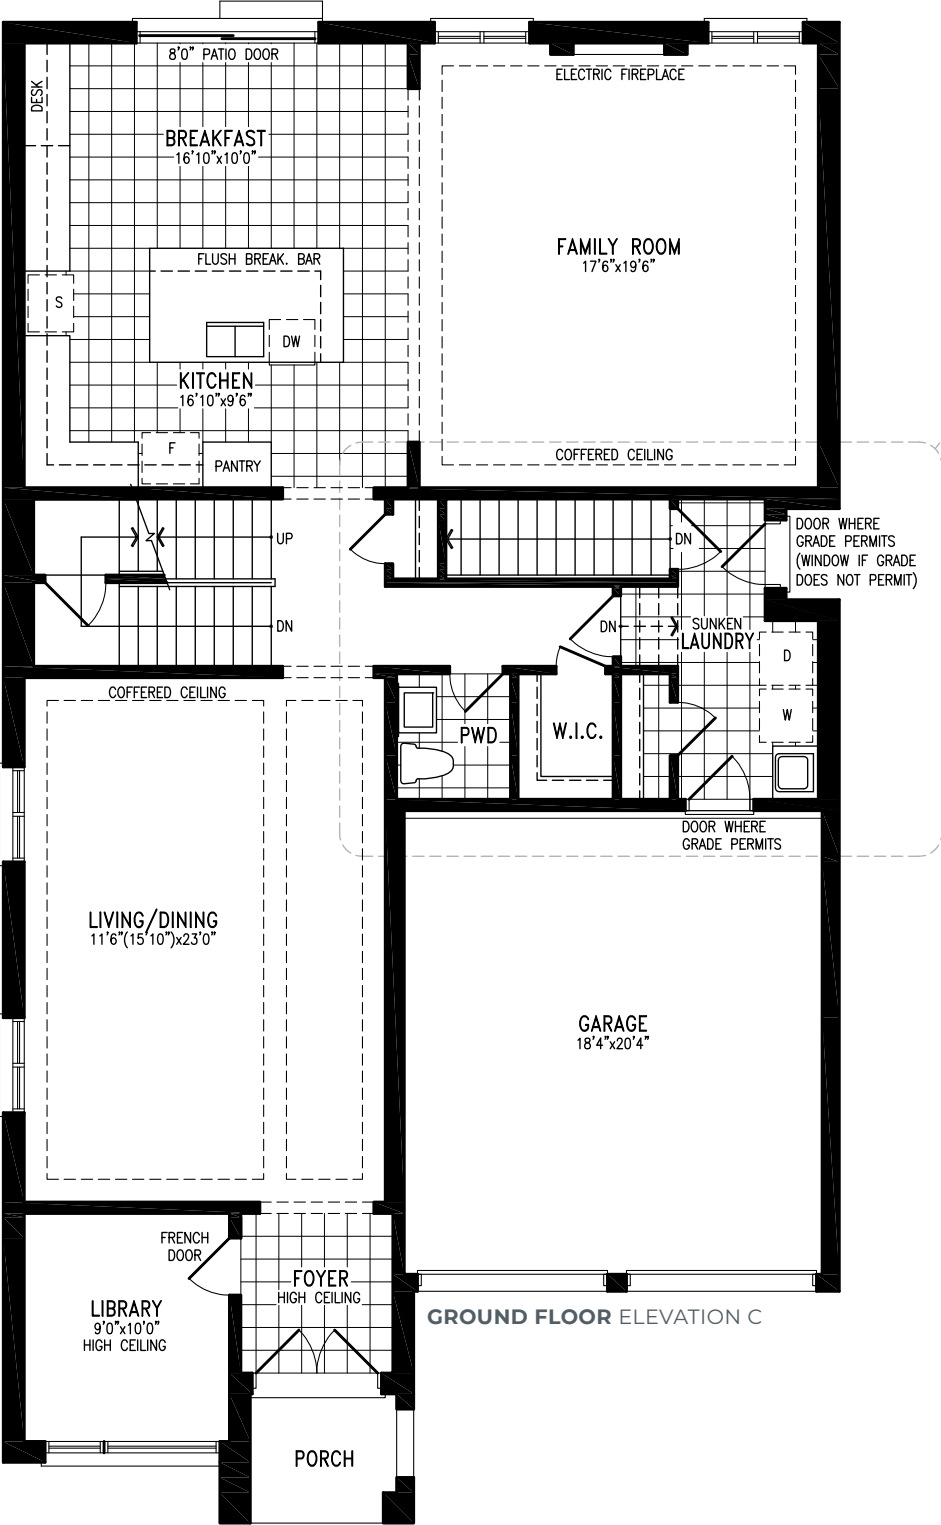 8'0" PATIO DOOR
DESK
ELECTRIC FIREPLACE
BREAKFAST
16'10"x10'0"
FAMILY ROOM
17'6"x19'6"
FLUSH BREAK. BAR
S
DW
KITCHEN
16'10"x9'6"
F
PANTRY
COFFERED CEILING
UP
DN
DOOR WHERE
GRADE PERMITS
(WINDOW IF GRADE
DOES NOT PERMIT)
DN
DN
SUNKEN
LAUNDRY
D
W
COFFERED CEILING
PWD
W.I.C.
DOOR WHERE
GRADE PERMITS
LIVING/DINING
11'6"(15'10")x23'0"
GARAGE
18'4"x20'4"
FRENCH
DOOR
FOYER
HIGH CEILING
LIBRARY
9'0"x10'0"
HIGH CEILING
GROUND FLOOR ELEVATION C
PORCH